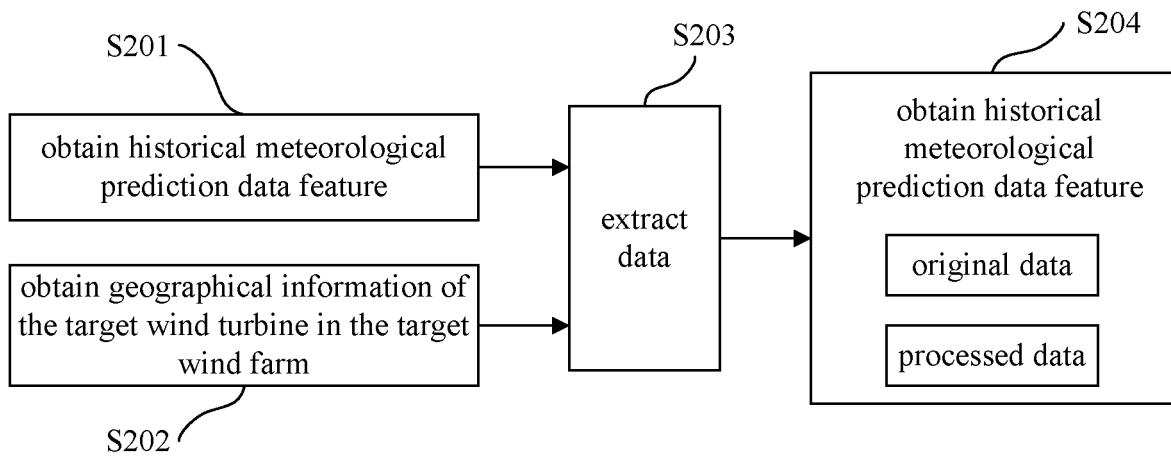 S201
obtain historical meteorological
prediction data feature
obtain geographical information of
the target wind turbine in the target
wind farm
S202
S203
extract
data
S204
obtain historical
meteorological
prediction data feature
original data
processed data